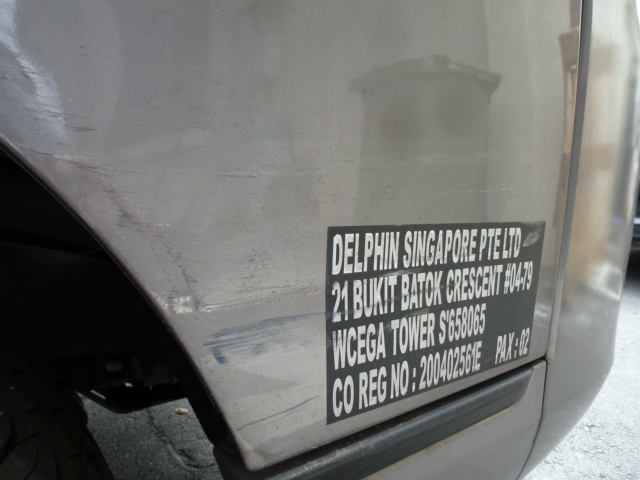 DELPHIN SINGAPORE PTE LTD
21 BUKIT BATOK CRESCENT #04-79
WCEGA TOWER S'658065
CO REG NO : 200402561E PAX : 02